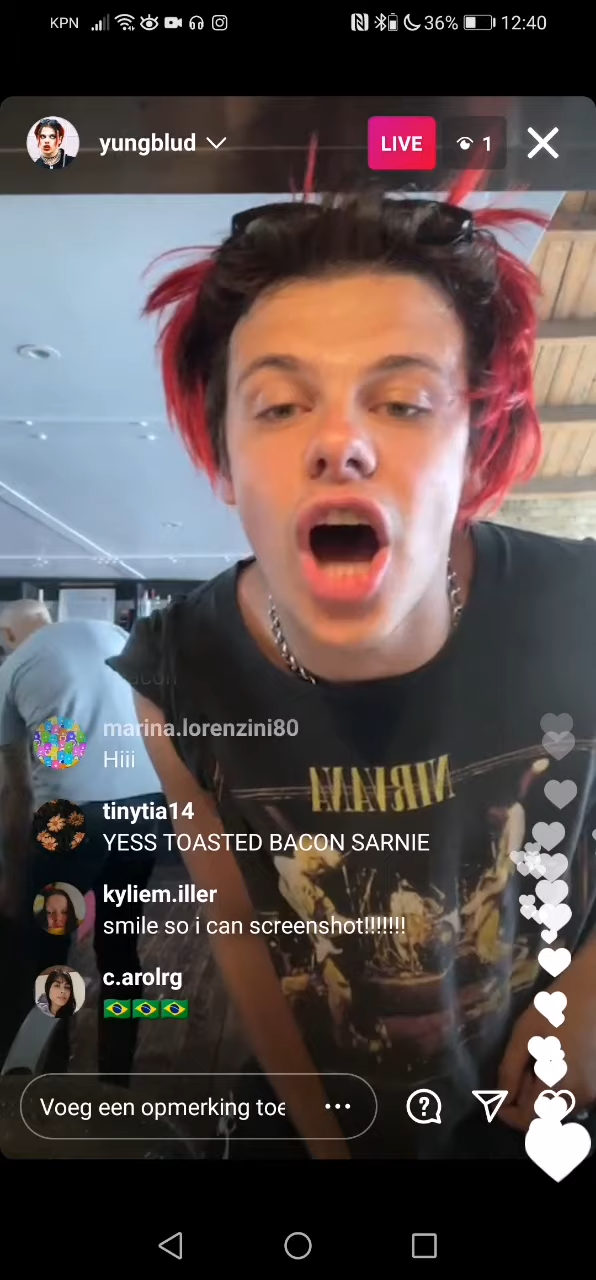 KPN 36% 12:40
yungblud LIVE 1
NIRVANA
acon
marina.lorenzini80
Hiii
tinytia14
YESS TOASTED BACON SARNIE
kyliem.iller
smile so i can screenshot!!!!!!!
c.arolrg
🇧🇷🇧🇷🇧🇷
Voeg een opmerking toe